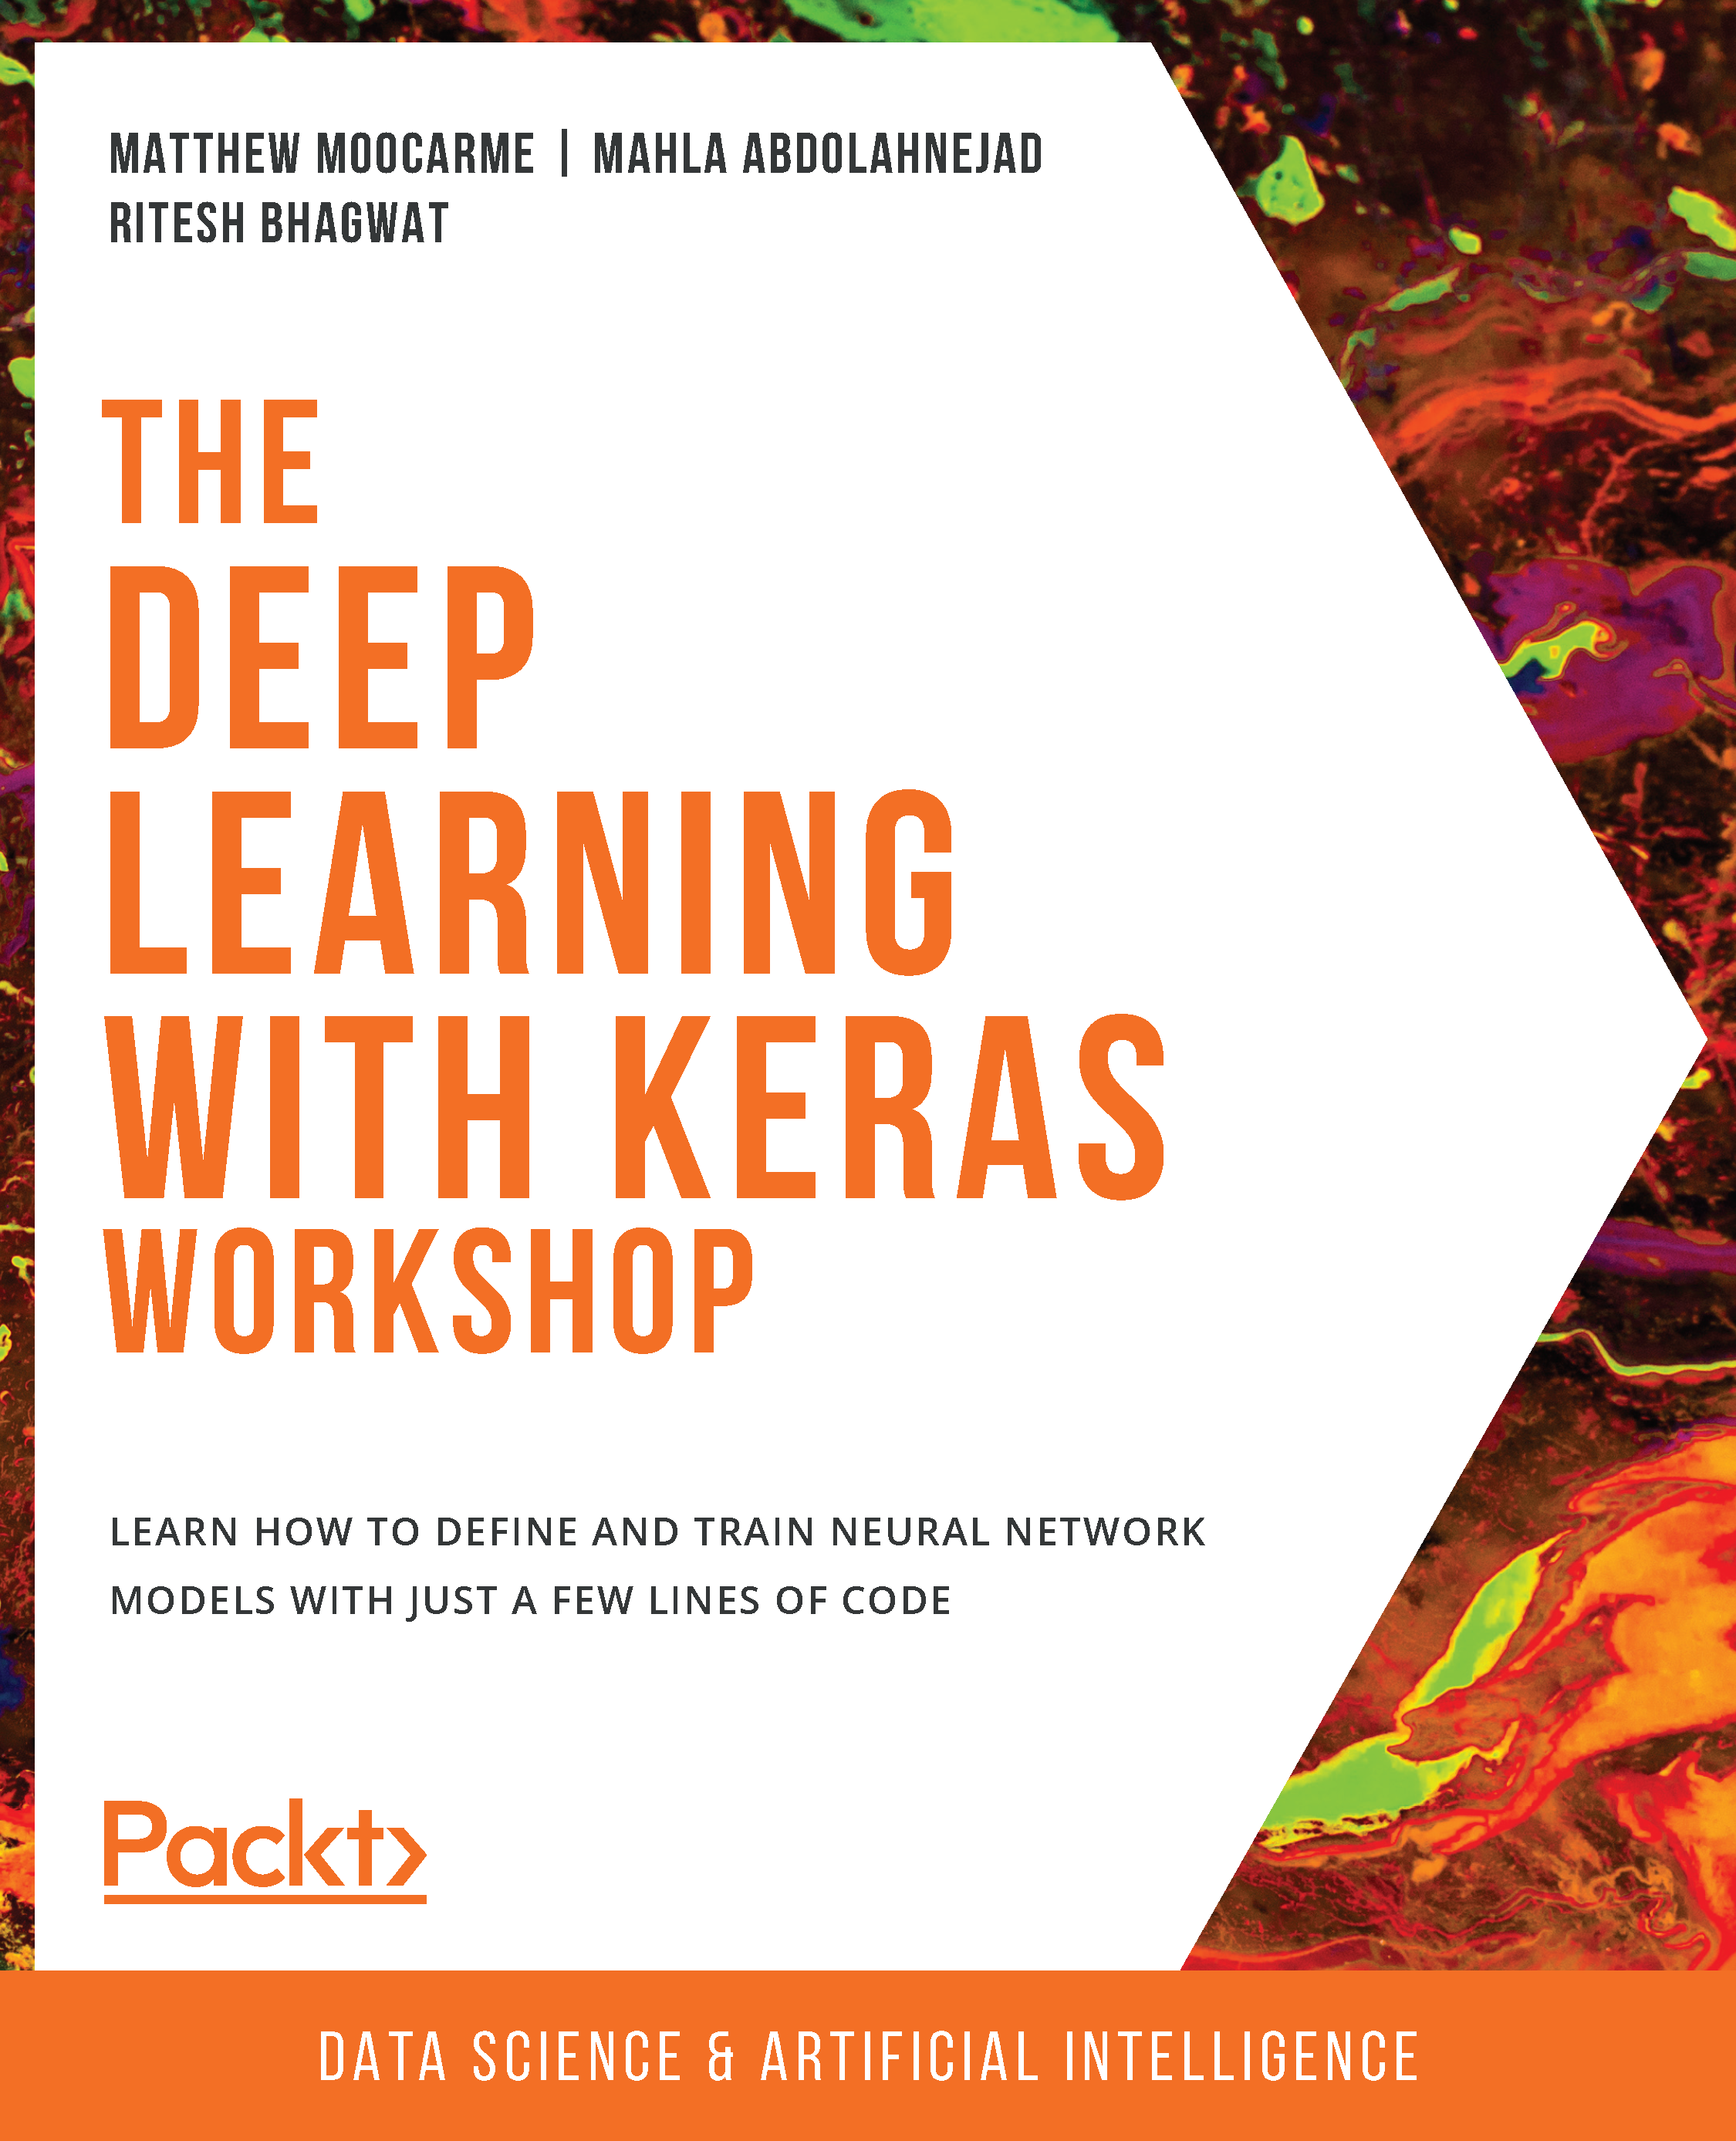 MATTHEW MOOCARME | MAHLA ABDOLAHNEJAD
RITESH BHAGWAT
THE
DEEP
LEARNING
WITH KERAS
WORKSHOP
LEARN HOW TO DEFINE AND TRAIN NEURAL NETWORK
MODELS WITH JUST A FEW LINES OF CODE
Packt
DATA SCIENCE & ARTIFICIAL INTELLIGENCE